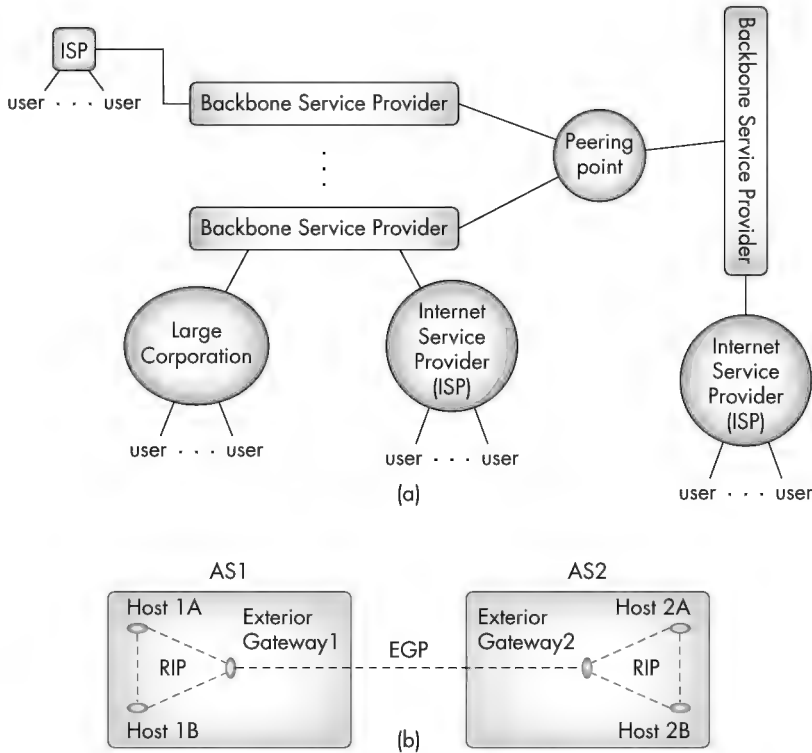 ISP
user · · · user
Backbone Service Provider
Backbone Service Provider
Peering
point
Backbone Service Provider
Large
Corporation
Internet
Service
Provider
(ISP)
Internet
Service
Provider
(ISP)
user · · · user
user · · · user
user · · · user
(a)
AS1
AS2
Host 1A
Exterior
Gateway1
RIP
Host 1B
EGP
Exterior
Gateway2
Host 2A
RIP
Host 2B
(b)